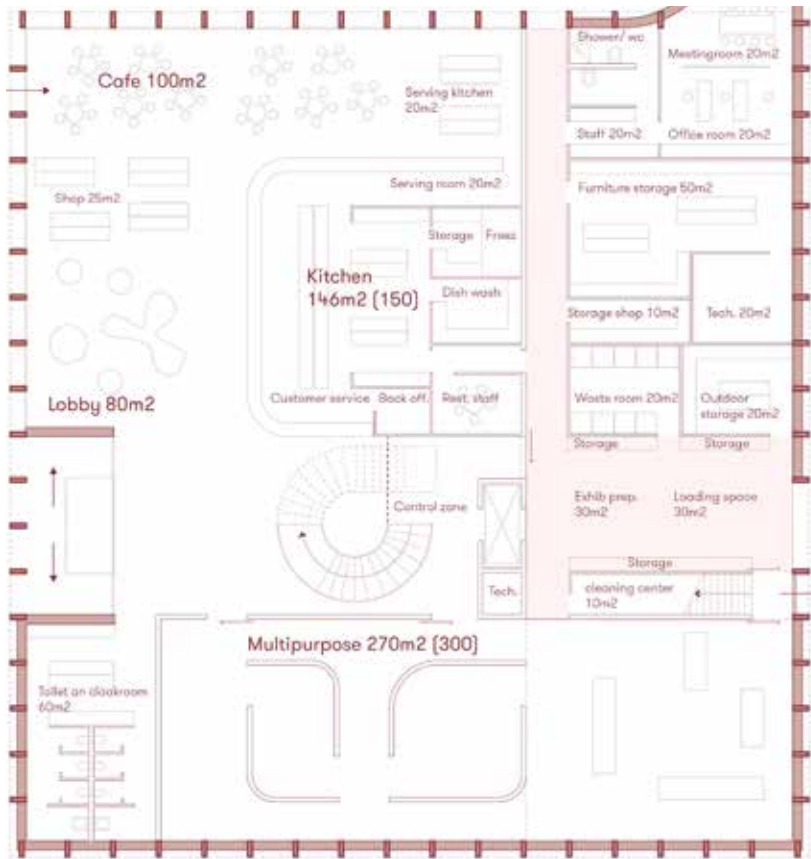 Shower/ wc
Meetingroom 20m2
Cafe 100m2
Serving kitchen
20m2
Staff 20m2
Office room 20m2
Serving room 20m2
Furniture storage 50m2
Shop 25m2
Storage
Freez
Kitchen
146m2 (150)
Dish wash
Storage shop 10m2
Tech. 20m2
Lobby 80m2
Customer service
Back off.
Rest. staff
Waste room 20m2
Outdoor
storage 20m2
Storage
Storage
Control zone
Exhib prep.
30m2
Loading space
30m2
Storage
Tech.
cleaning center
10m2
Multipurpose 270m2 (300)
Toilet an cloakroom
60m2